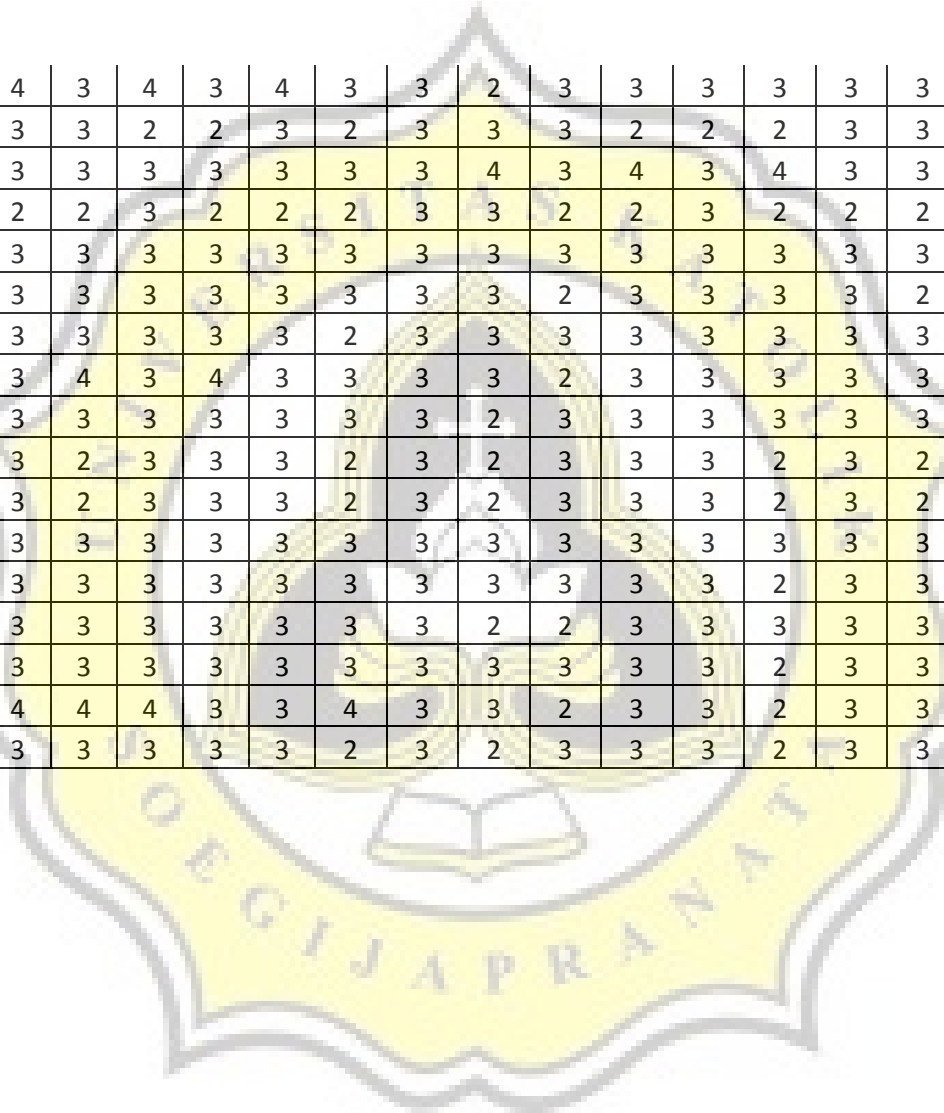 4 3 4 3 4 3 3 2 3 3 3 3 3 3
3 3 2 2 3 2 3 3 3 2 2 2 3 3
3 3 3 3 3 3 3 4 3 4 3 4 3 3
2 2 3 2 2 2 3 3 2 2 3 2 2 2
3 3 3 3 3 3 3 3 3 3 3 3 3 3
3 3 3 3 3 3 3 3 2 3 3 3 3 2
3 3 3 3 3 2 3 3 3 3 3 3 3 3
3 4 3 4 3 3 3 3 2 3 3 3 3 3
3 3 3 3 3 3 3 2 3 3 3 3 3 3
3 2 3 3 3 2 3 2 3 3 3 2 3 2
3 2 3 3 3 2 3 2 3 3 3 2 3 2
3 3 3 3 3 3 3 3 3 3 3 3 3 3
3 3 3 3 3 3 3 3 3 3 3 2 3 3
3 3 3 3 3 3 3 2 2 3 3 3 3 3
3 3 3 3 3 3 3 3 3 3 3 2 3 3
4 4 4 3 3 4 3 3 2 3 3 2 3 3
3 3 3 3 3 2 3 2 3 3 3 2 3 3
UNIVERSITAS KATOLIK
SOEGIJAPRANATA